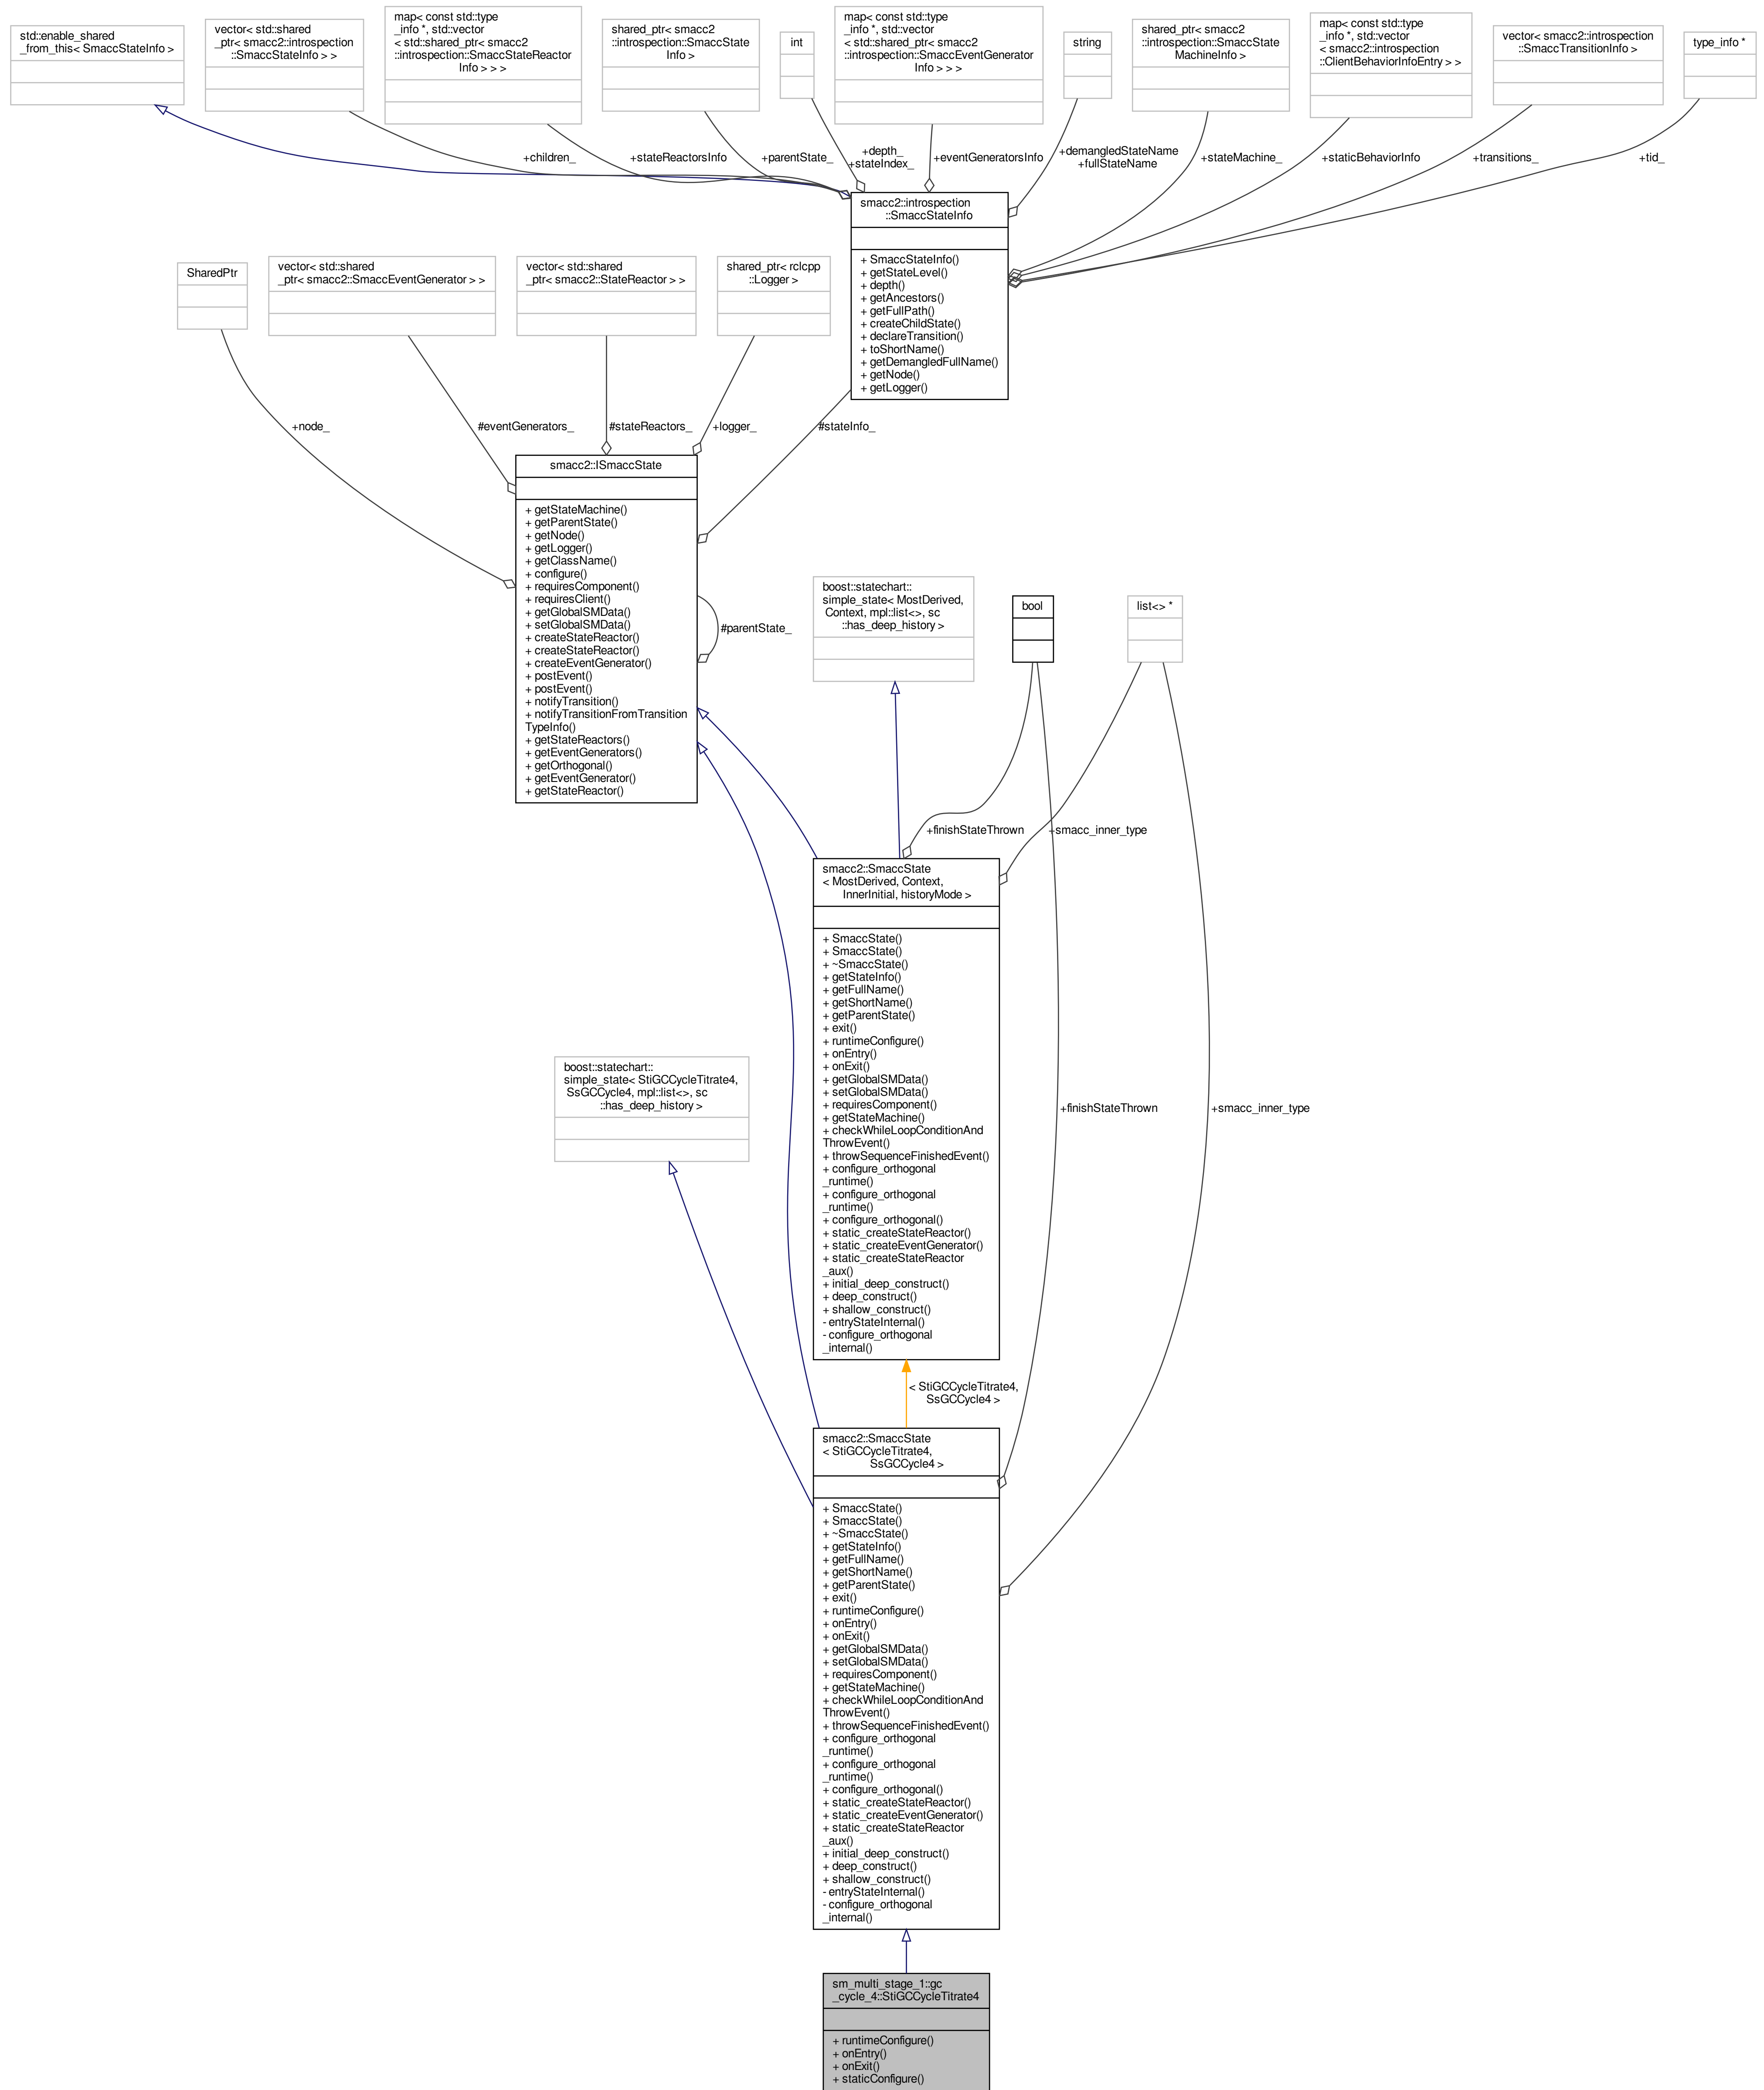 std::enable_shared
_from_this< SmaccStateInfo >
vector< std::shared
_ptr< smacc2::introspection
::SmaccStateInfo > >
map< const std::type
_info *, std::vector
< std::shared_ptr< smacc2
::introspection::SmaccStateReactor
Info > > >
shared_ptr< smacc2
::introspection::SmaccState
Info >
int
map< const std::type
_info *, std::vector
< std::shared_ptr< smacc2
::introspection::SmaccEventGenerator
Info > > >
string
shared_ptr< smacc2
::introspection::SmaccState
MachineInfo >
map< const std::type
_info *, std::vector
< smacc2::introspection
::ClientBehaviorInfoEntry > >
vector< smacc2::introspection
::SmaccTransitionInfo >
type_info *
+children_
+stateReactorsInfo
+parentState_
+depth_
+stateIndex_
+eventGeneratorsInfo
+demangledStateName
+fullStateName
+stateMachine_
+staticBehaviorInfo
+transitions_
+tid_
smacc2::introspection
::SmaccStateInfo
+ SmaccStateInfo()
+ getStateLevel()
+ depth()
+ getAncestors()
+ getFullPath()
+ createChildState()
+ declareTransition()
+ toShortName()
+ getDemangledFullName()
+ getNode()
+ getLogger()
SharedPtr
vector< std::shared
_ptr< smacc2::SmaccEventGenerator > >
vector< std::shared
_ptr< smacc2::StateReactor > >
shared_ptr< rclcpp
::Logger >
+node_
#eventGenerators_
#stateReactors_
+logger_
#stateInfo_
smacc2::ISmaccState
+ getStateMachine()
+ getParentState()
+ getNode()
+ getLogger()
+ getClassName()
+ configure()
+ requiresComponent()
+ requiresClient()
+ getGlobalSMData()
+ setGlobalSMData()
+ createStateReactor()
+ createStateReactor()
+ createEventGenerator()
+ postEvent()
+ postEvent()
+ notifyTransition()
+ notifyTransitionFromTransition
TypeInfo()
+ getStateReactors()
+ getEventGenerators()
+ getOrthogonal()
+ getEventGenerator()
+ getStateReactor()
#parentState_
boost::statechart::
simple_state< MostDerived,
Context, mpl::list<>, sc
::has_deep_history >
bool
list<> *
+finishStateThrown
+smacc_inner_type
smacc2::SmaccState
< MostDerived, Context,
InnerInitial, historyMode >
+ SmaccState()
+ SmaccState()
+ ~SmaccState()
+ getStateInfo()
+ getFullName()
+ getShortName()
+ getParentState()
+ exit()
+ runtimeConfigure()
+ onEntry()
+ onExit()
+ getGlobalSMData()
+ setGlobalSMData()
+ requiresComponent()
+ getStateMachine()
+ checkWhileLoopConditionAnd
ThrowEvent()
+ throwSequenceFinishedEvent()
+ configure_orthogonal
_runtime()
+ configure_orthogonal
_runtime()
+ configure_orthogonal()
+ static_createStateReactor()
+ static_createEventGenerator()
+ static_createStateReactor
_aux()
+ initial_deep_construct()
+ deep_construct()
+ shallow_construct()
- entryStateInternal()
- configure_orthogonal
_internal()
boost::statechart::
simple_state< StiGCCycleTitrate4,
SsGCCycle4, mpl::list<>, sc
::has_deep_history >
+finishStateThrown
+smacc_inner_type
< StiGCCycleTitrate4,
SsGCCycle4 >
smacc2::SmaccState
< StiGCCycleTitrate4,
SsGCCycle4 >
+ SmaccState()
+ SmaccState()
+ ~SmaccState()
+ getStateInfo()
+ getFullName()
+ getShortName()
+ getParentState()
+ exit()
+ runtimeConfigure()
+ onEntry()
+ onExit()
+ getGlobalSMData()
+ setGlobalSMData()
+ requiresComponent()
+ getStateMachine()
+ checkWhileLoopConditionAnd
ThrowEvent()
+ throwSequenceFinishedEvent()
+ configure_orthogonal
_runtime()
+ configure_orthogonal
_runtime()
+ configure_orthogonal()
+ static_createStateReactor()
+ static_createEventGenerator()
+ static_createStateReactor
_aux()
+ initial_deep_construct()
+ deep_construct()
+ shallow_construct()
- entryStateInternal()
- configure_orthogonal
_internal()
sm_multi_stage_1::gc
_cycle_4::StiGCCycleTitrate4
+ runtimeConfigure()
+ onEntry()
+ onExit()
+ staticConfigure()